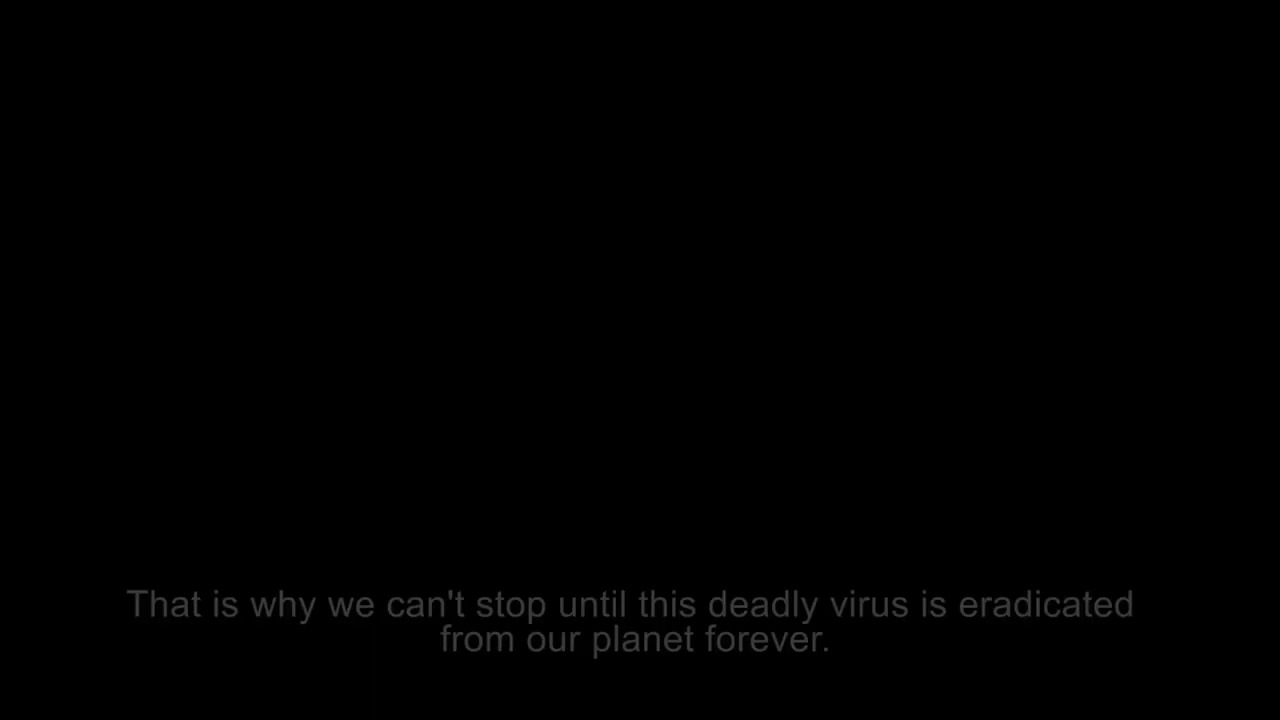 That is why we can't stop until this deadly virus is eradicated
from our planet forever.